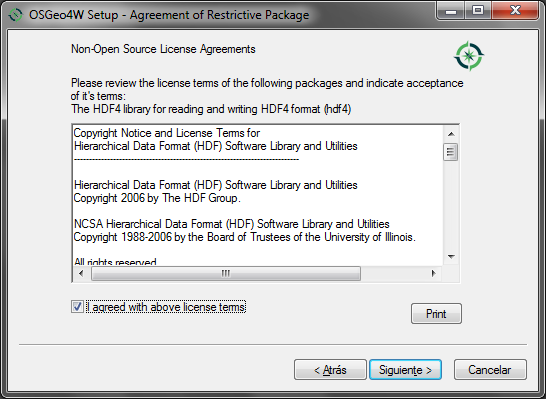 OSGeo4W Setup - Agreement of Restrictive Package
Non-Open Source License Agreements
Please review the license terms of the following packages and indicate acceptance
of it's terms:
The HDF4 library for reading and writing HDF4 format (hdf4)
Copyright Notice and License Terms for
Hierarchical Data Format (HDF) Software Library and Utilities
---------------------------------------------------------------------------
Hierarchical Data Format (HDF) Software Library and Utilities
Copyright 2006 by The HDF Group.
NCSA Hierarchical Data Format (HDF) Software Library and Utilities
Copyright 1988-2006 by the Board of Trustees of the University of Illinois.
All rights reserved
I agreed with above license terms
Print
< Atrás
Siguiente >
Cancelar